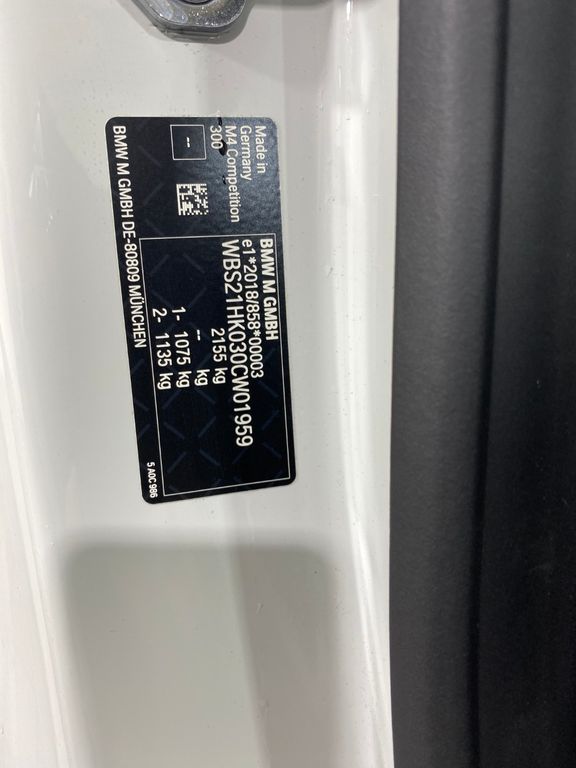 BMW M GMBH
e1*2018/858*00003
WBS21HK030CW01959
2155 kg
-- kg
1- 1075 kg
2- 1135 kg
Made in
Germany
M4 Competition
300
--
BMW M GMBH DE-80809 MÜNCHEN
5 A0C 986